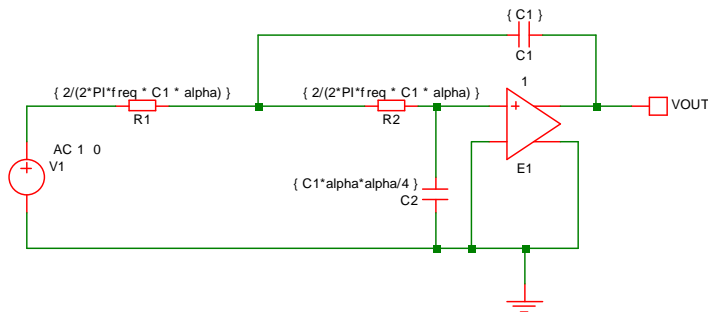 { C1 }
C1
{ 2/(2*PI*freq * C1 * alpha) }
{ 2/(2*PI*freq * C1 * alpha) }
1
R1
R2
VOUT
AC 1 0
V1
E1
{ C1*alpha*alpha/4 }
C2